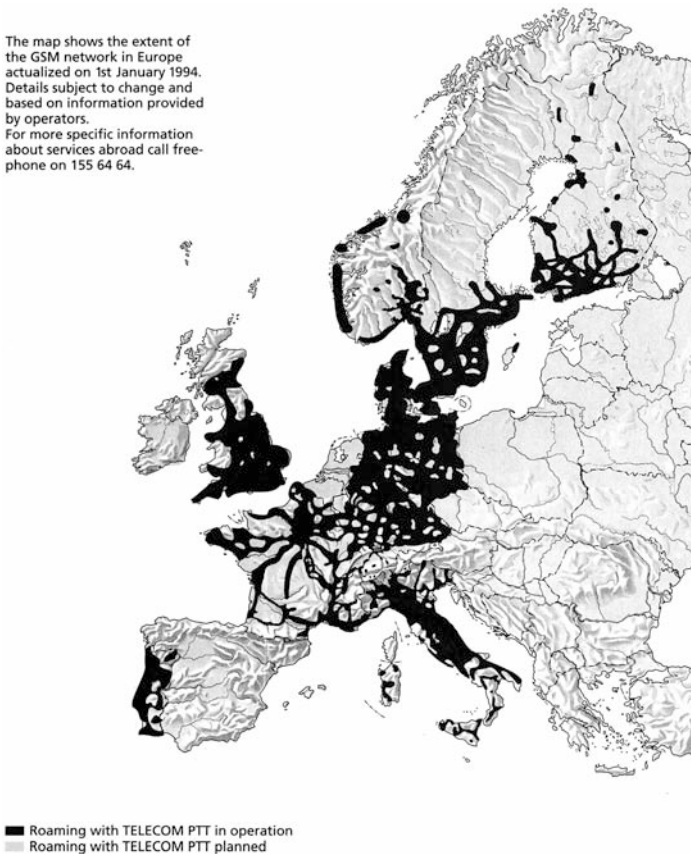 The map shows the extent of
the GSM network in Europe
actualized on 1st January 1994.
Details subject to change and
based on information provided
by operators.
For more specific information
about services abroad call free-
phone on 155 64 64.
Roaming with TELECOM PTT in operation
Roaming with TELECOM PTT planned